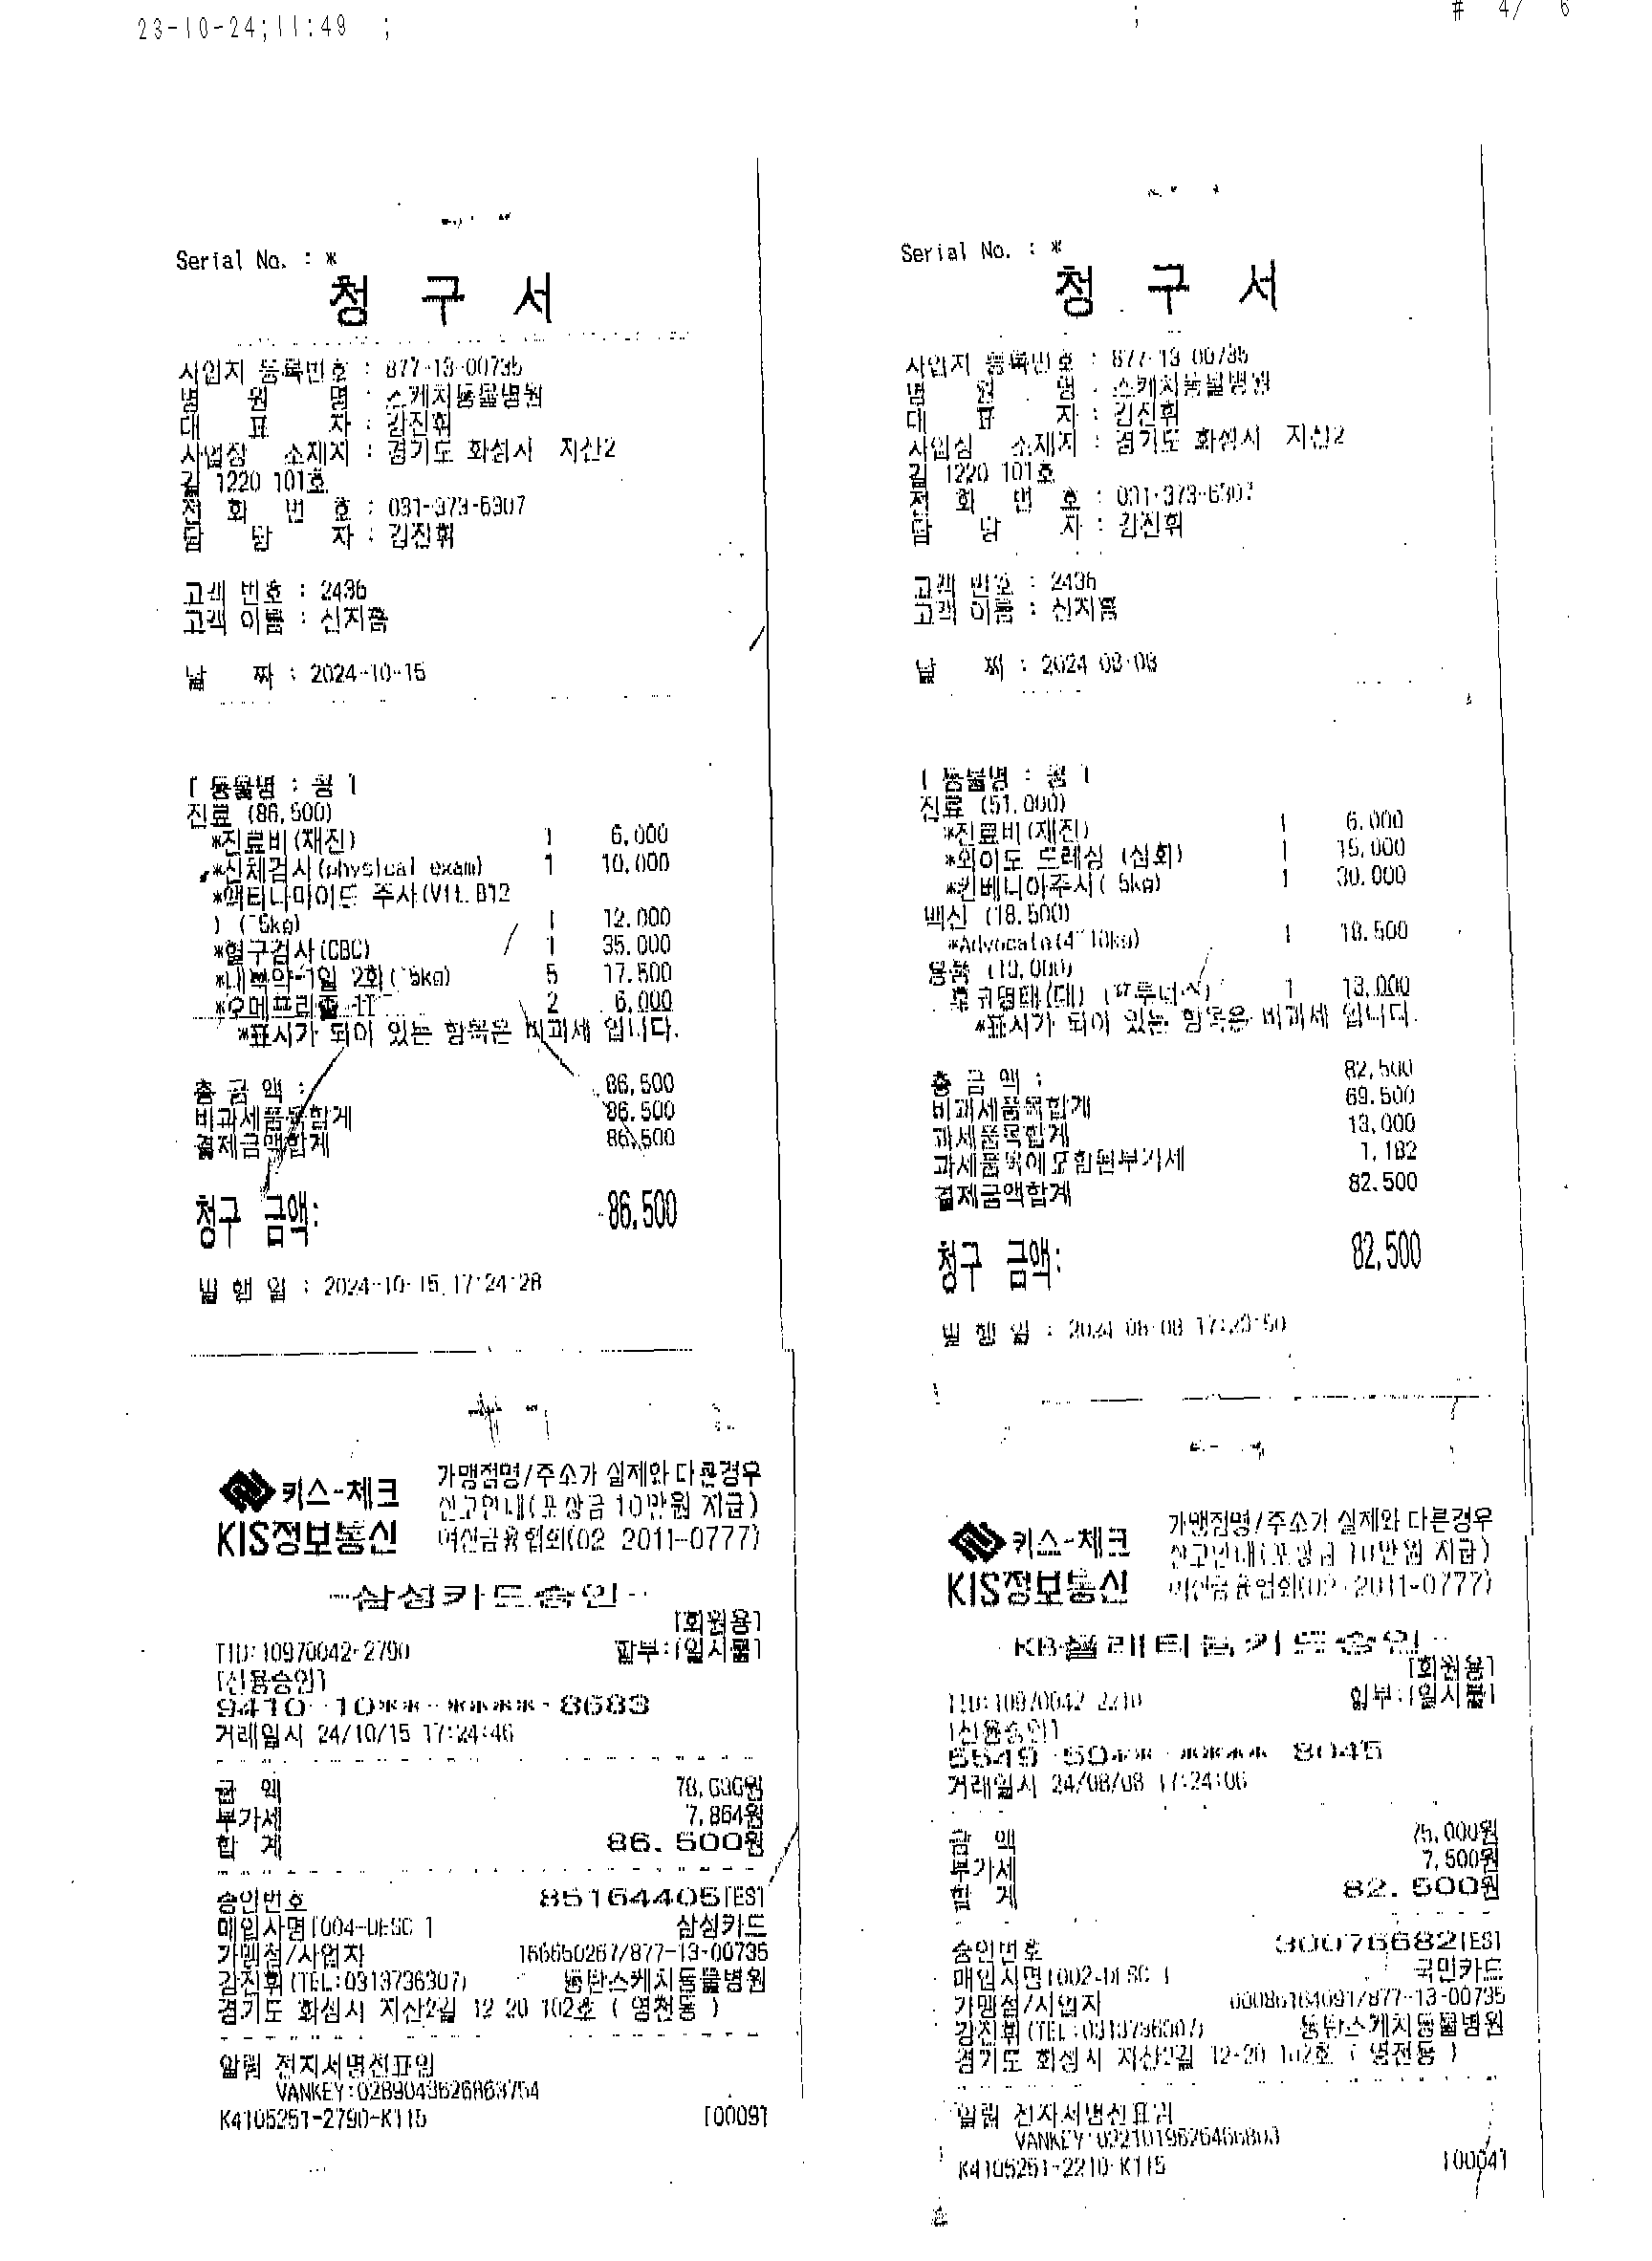 23-10-24;11:49 ; ; # 4/ 6
Serial No. : *
청 구 서
사업자 등록번호 : 877-13-00735
병 원 명 : 스케치동물병원
대 표 자 : 김진휘
사업장 소재지 : 경기도 화성시 지산2
길 1220 101호
전 화 번 호 : 031-373-6307
담 당 자 : 김진휘
고객 번호 : 2436
고객 이름 : 신지흠
날 짜 : 2024-10-15
[ 동물명 : 콩 ]
진료 (86,500)
*진료비(재진) 1 6,000
*신체검사(physical exam) 1 10,000
*액티나마이드 주사(Vit. B12
) (~5kg) 1 12,000
*혈구검사(CBC) 1 35,000
*내복약-1일 2회(~5kg) 5 17,500
*오메프라졸 1T 2 6,000
*표시가 되어 있는 항목은 비과세 입니다.
총 금 액 : 86,500
비과세품목합계 86,500
결제금액합계 86,500
청구 금액: 86,500
발 행 일 : 2024-10-15 17:24:28
키스-체크
KIS정보통신
가맹점명/주소가 실제와 다른경우
신고안내(포상금 10만원 지급)
여신금융협회(02-2011-0777)
--삼성카드승인--
[회원용]
TID:10970042-2790 할부:[일시불]
[신용승인]
9410-10**-****-8683
거래일시 24/10/15 17:24:46
금 액 78,636원
부가세 7,864원
합 계 86,500원
승인번호 85164405[ES]
매입사명[004-DESC ] 삼성카드
가맹점/사업자 166650267/877-13-00735
김진휘(TEL:0313736307) 동탄스케치동물병원
경기도 화성시 지산2길 12-20 102호 ( 영천동 )
알림 전자서명전표임
VANKEY:0289043626863754
K4105251-2790-K115 [0009]
Serial No. : *
청 구 서
사업자 등록번호 : 877-13-00735
병 원 명 : 스케치동물병원
대 표 자 : 김진휘
사업장 소재지 : 경기도 화성시 지산2
길 1220 101호
전 화 번 호 : 031-373-6307
담 당 자 : 김진휘
고객 번호 : 2436
고객 이름 : 신지흠
날 짜 : 2024-08-08
[ 동물명 : 콩 ]
진료 (51,000)
*진료비(재진) 1 6,000
*외이도 드레싱 (심회) 1 15,000
*컨베니아주사(~5kg) 1 30,000
백신 (18,500)
*Advocate(4~10kg) 1 18,500
용품 (13,000)
1 13,000
*표시가 되어 있는 항목은 비과세 입니다.
총 금 액 : 82,500
비과세품목합계 69,500
과세품목합계 13,000
과세품목에포함된부가세 1,182
결제금액합계 82,500
청구 금액: 82,500
발 행 일 : 2024-08-08 17:23:50
키스-체크
KIS정보통신
가맹점명/주소가 실제와 다른경우
신고안내(포상금 10만원 지급)
여신금융협회(02-2011-0777)
[회원용]
TID:10970042-2210 할부:[일시불]
[신용승인]
5549-50**-****-8045
거래일시 24/08/08 17:24:06
금 액 75,000원
부가세 7,500원
합 계 82,500원
승인번호 30076682[ES]
매입사명[002-DESC ] 국민카드
가맹점/사업자 00086164091/877-13-00735
김진휘(TEL:0313736307) 동탄스케치동물병원
경기도 화성시 지산2길 12-20 102호 ( 영천동 )
알림 전자서명전표임
VANKEY:0221019626466803
K4105251-2210-K115 [0004]